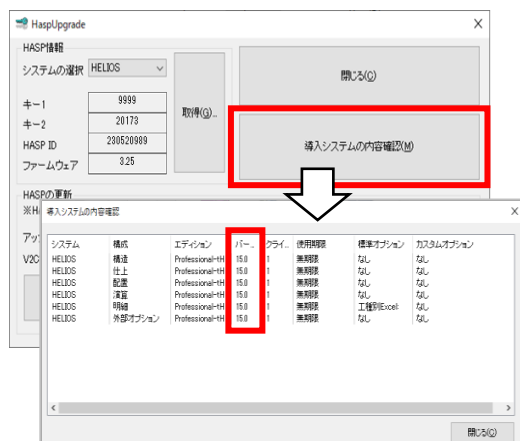 HaspUpgrade
HASP情報
システムの選択 HELIOS
キー1 9999
キー2 20173
HASP ID 230520989
ファームウェア 3.25
取得(G)..
閉じる(C)
導入システムの内容確認(M)
HASPの更新
導入システムの内容確認
システム 構成 エディション バー... クライ.. 使用期限 標準オプション カスタムオプション
HELIOS 構造 Professional-tH 15.0 1 無期限 なし なし
HELIOS 仕上 Professional-tH 15.0 1 無期限 なし なし
HELIOS 配置 Professional-tH 15.0 1 無期限 なし なし
HELIOS 演算 Professional-tH 15.0 1 無期限 なし なし
HELIOS 明細 Professional-tH 15.0 1 無期限 工種別Excel: なし
HELIOS 外部オプション Professional-tH 15.0 1 無期限 なし なし
閉じる(C)